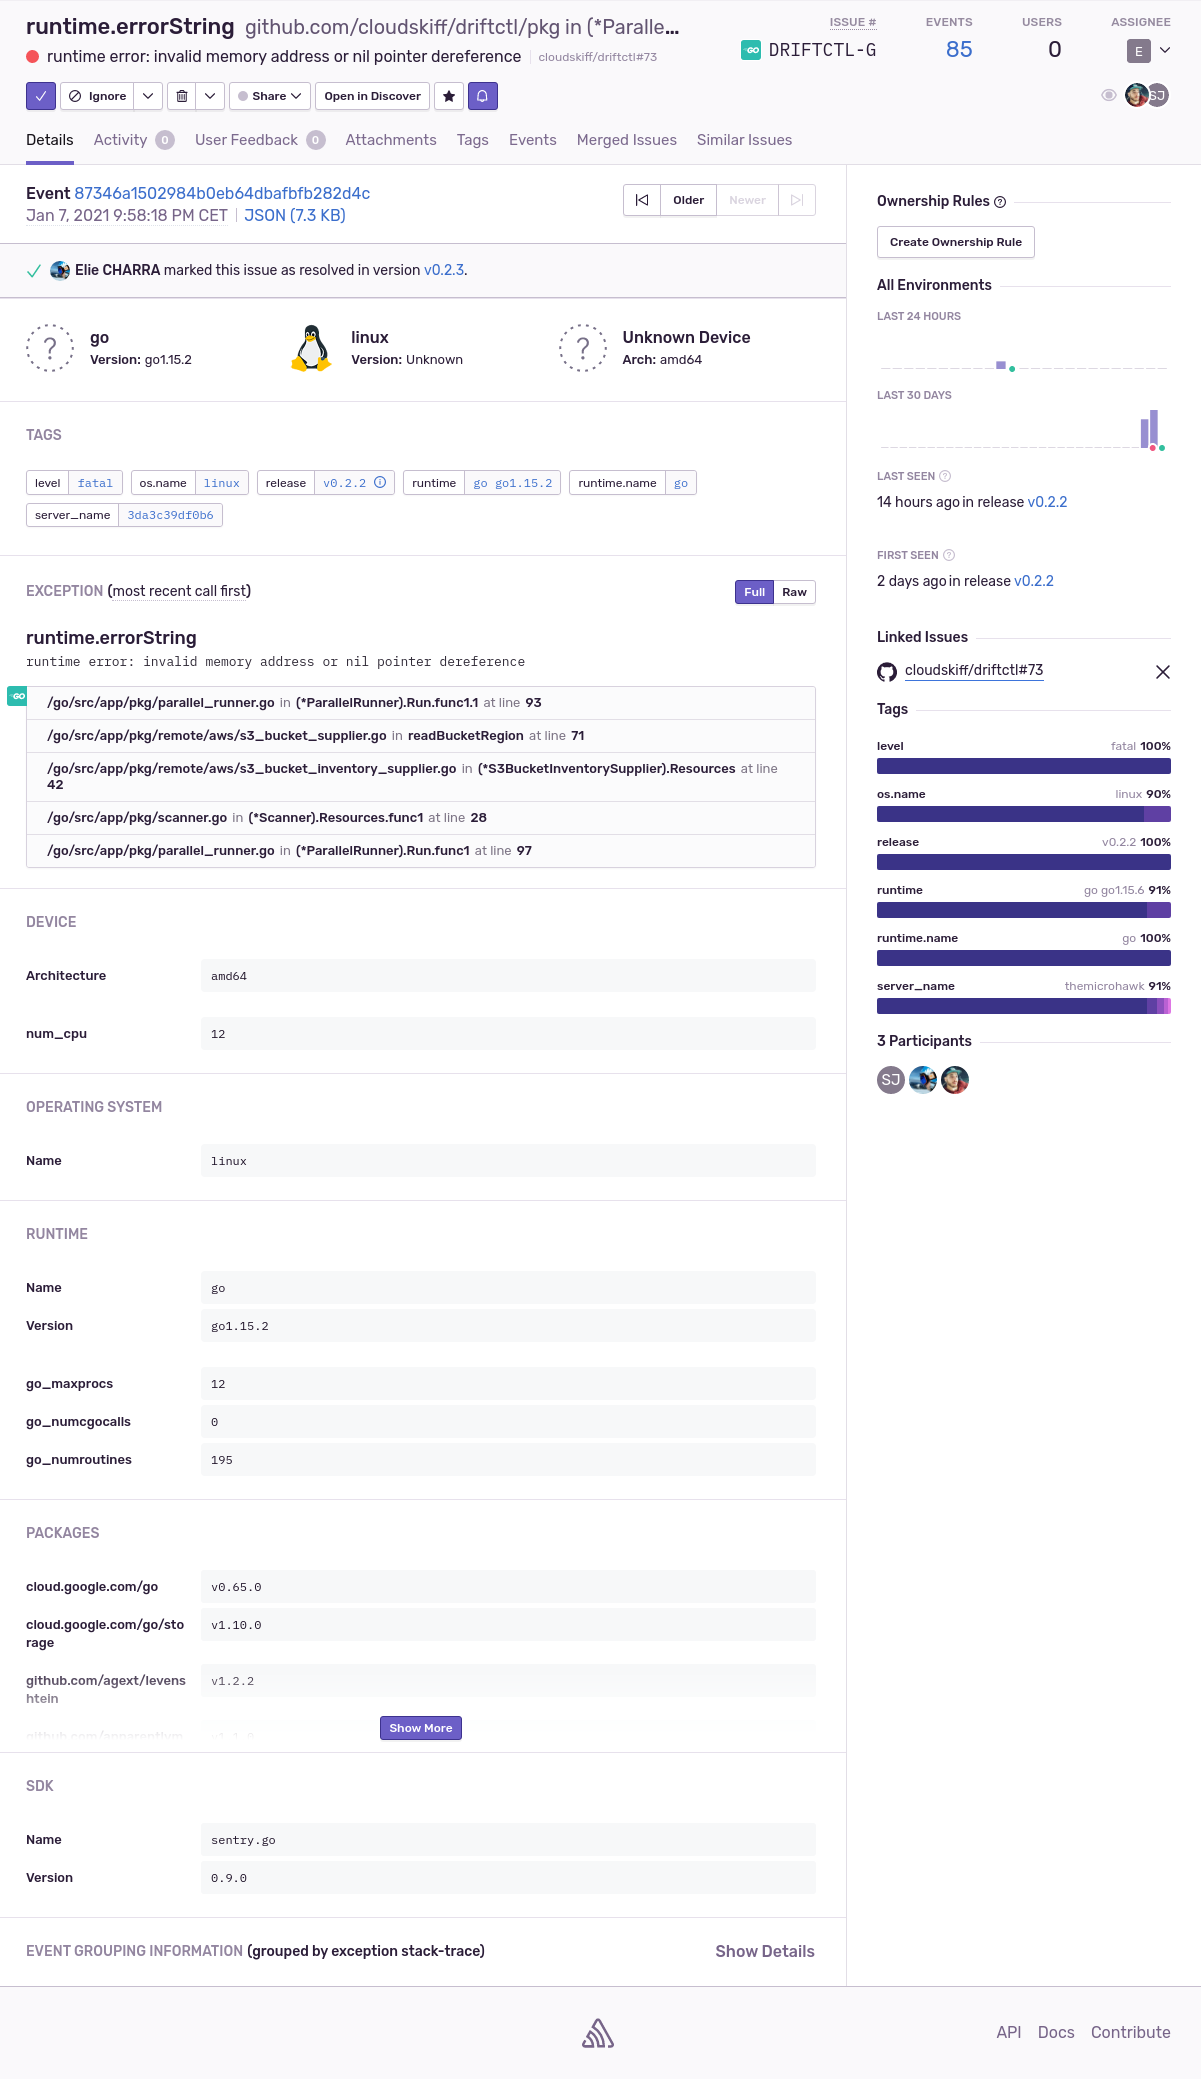 runtime.errorString github.com/cloudskiff/driftctl/pkg in (*Paralle...
runtime error: invalid memory address or nil pointer dereference cloudskiff/driftctl#73
ISSUE # EVENTS USERS ASSIGNEE
GO DRIFTCTL-G 85 0 E
Ignore Share Open in Discover
SJ
Details Activity 0 User Feedback 0 Attachments Tags Events Merged Issues Similar Issues
Event 87346a1502984b0eb64dbafbfb282d4c
Jan 7, 2021 9:58:18 PM CET JSON (7.3 KB)
Older Newer
Elie CHARRA marked this issue as resolved in version v0.2.3.
? go
Version: go1.15.2
linux
Version: Unknown
? Unknown Device
Arch: amd64
TAGS
level fatal os.name linux release v0.2.2 runtime go go1.15.2 runtime.name go
server_name 3da3c39df0b6
EXCEPTION (most recent call first)
Full Raw
runtime.errorString
runtime error: invalid memory address or nil pointer dereference
GO
/go/src/app/pkg/parallel_runner.go in (*ParallelRunner).Run.func1.1 at line 93
/go/src/app/pkg/remote/aws/s3_bucket_supplier.go in readBucketRegion at line 71
/go/src/app/pkg/remote/aws/s3_bucket_inventory_supplier.go in (*S3BucketInventorySupplier).Resources at line
42
/go/src/app/pkg/scanner.go in (*Scanner).Resources.func1 at line 28
/go/src/app/pkg/parallel_runner.go in (*ParallelRunner).Run.func1 at line 97
DEVICE
Architecture amd64
num_cpu 12
OPERATING SYSTEM
Name linux
RUNTIME
Name go
Version go1.15.2
go_maxprocs 12
go_numcgocalls 0
go_numroutines 195
PACKAGES
cloud.google.com/go v0.65.0
cloud.google.com/go/sto v1.10.0
rage
github.com/agext/levens v1.2.2
htein
Show More
SDK
Name sentry.go
Version 0.9.0
EVENT GROUPING INFORMATION (grouped by exception stack-trace)
Show Details
Ownership Rules ?
Create Ownership Rule
All Environments
LAST 24 HOURS
LAST 30 DAYS
LAST SEEN ?
14 hours ago in release v0.2.2
FIRST SEEN ?
2 days ago in release v0.2.2
Linked Issues
cloudskiff/driftctl#73
Tags
level fatal 100%
os.name linux 90%
release v0.2.2 100%
runtime go go1.15.6 91%
runtime.name go 100%
server_name themicrohawk 91%
3 Participants
SJ
API Docs Contribute